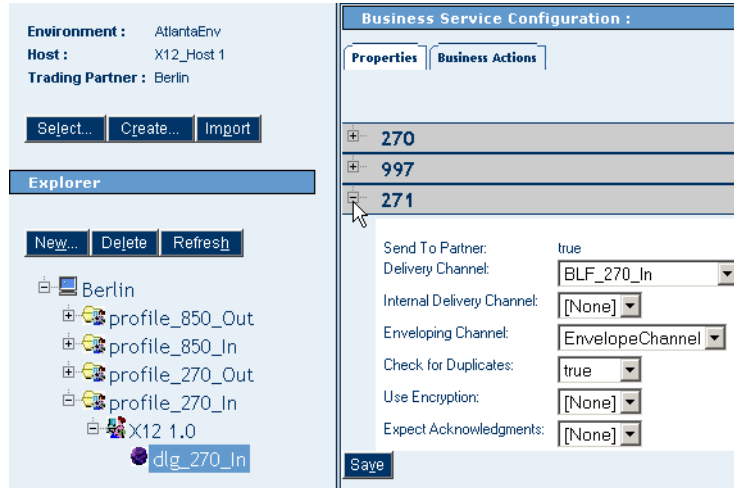 Environment : AtlantaEnv
Host : X12_Host 1
Trading Partner : Berlin
Select... Create... Import
Explorer
New... Delete Refresh
Berlin
profile_850_Out
profile_850_In
profile_270_Out
profile_270_In
X12 1.0
dlg_270_In
Business Service Configuration :
Properties Business Actions
270
997
271
Send To Partner: true
Delivery Channel: BLF_270_In
Internal Delivery Channel: [None]
Enveloping Channel: EnvelopeChannel
Check for Duplicates: true
Use Encryption: [None]
Expect Acknowledgments: [None]
Save